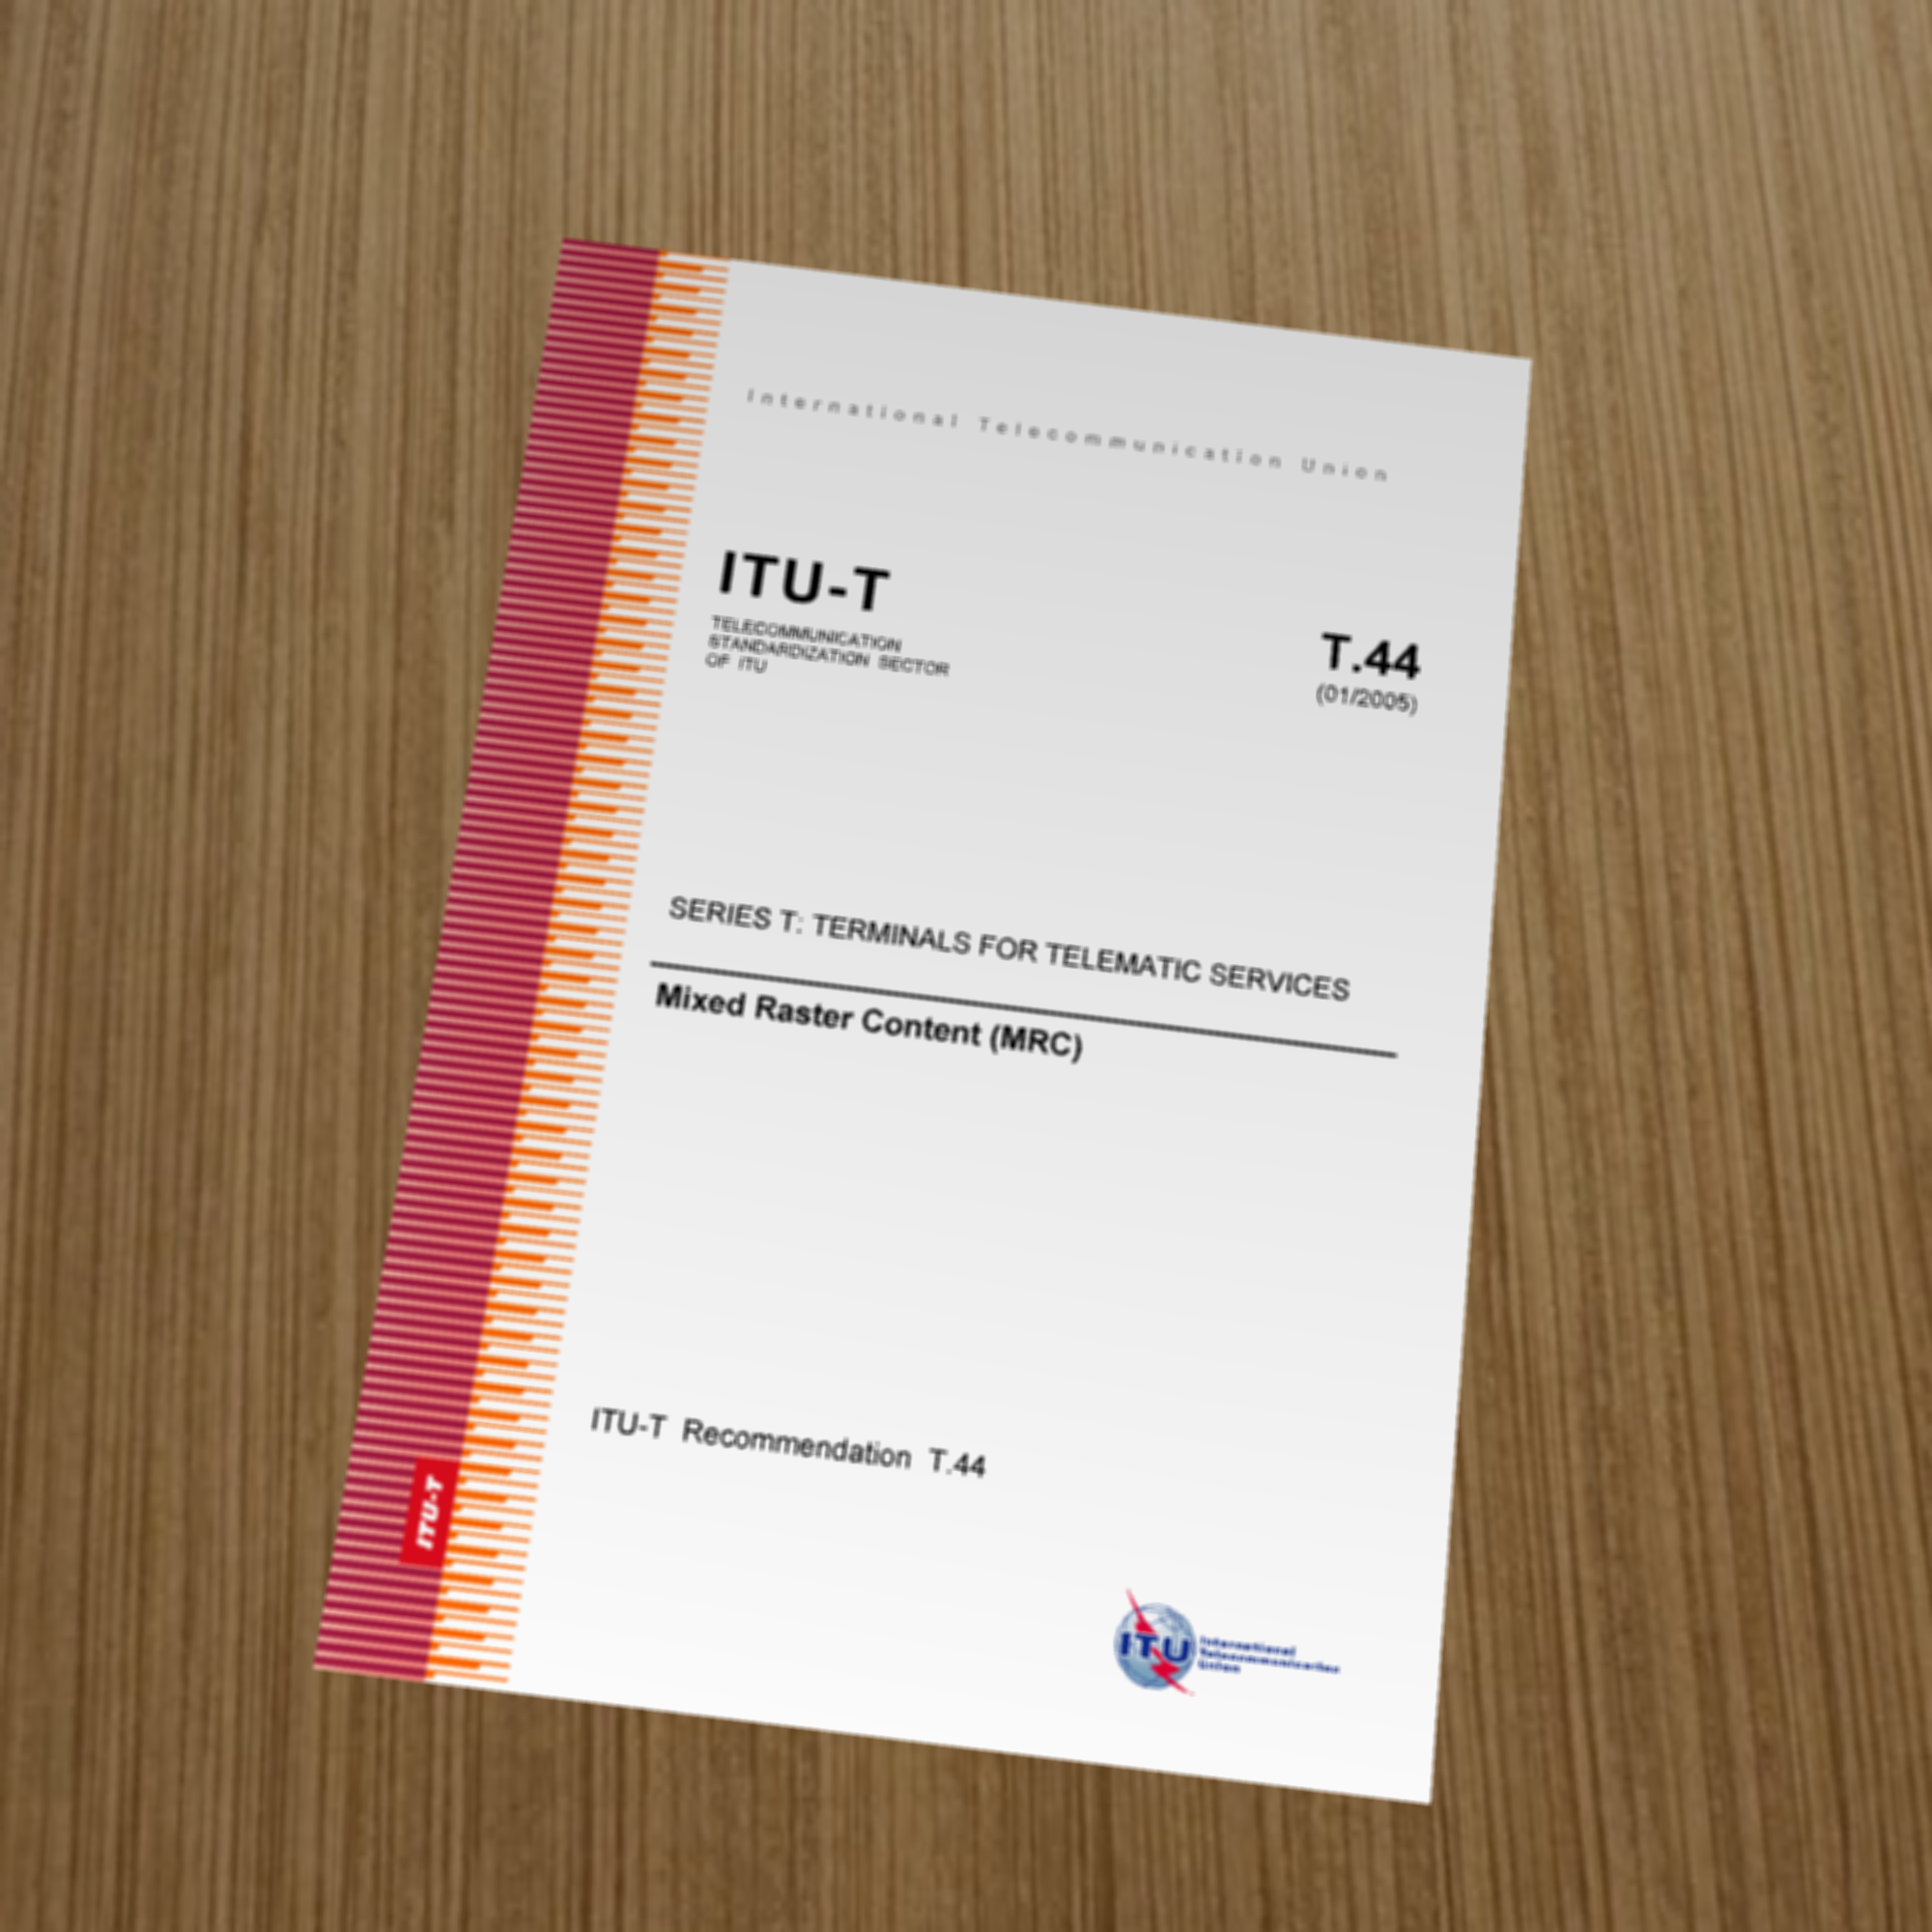 International Telecommunication Union
ITU-T
TELECOMMUNICATION
STANDARDIZATION SECTOR
OF ITU
T.44
(01/2005)
SERIES T: TERMINALS FOR TELEMATIC SERVICES
Mixed Raster Content (MRC)
ITU-T Recommendation T.44
ITU-T
ITU
International
Telecommunication
Union